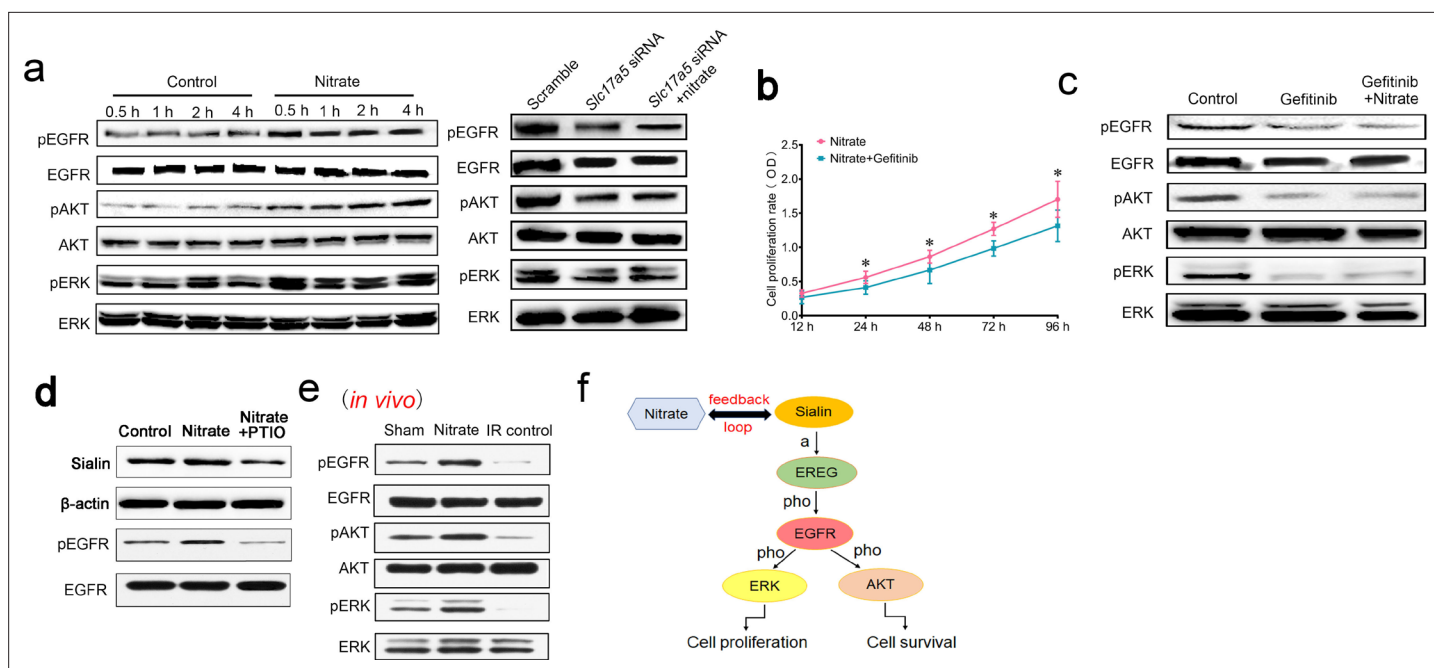 a
Control Nitrate
0.5 h 1 h 2 h 4 h 0.5 h 1 h 2 h 4 h
pEGFR
EGFR
pAKT
AKT
pERK
ERK
Scramble
Slc17a5 siRNA
Slc17a5 siRNA
+nitrate
pEGFR
EGFR
pAKT
AKT
pERK
ERK
b
Cell proliferation rate (OD)
2.5
2.0
1.5
1.0
0.5
0.0
Nitrate
Nitrate+Gefitinib
* * * * *
12 h 24 h 48 h 72 h 96 h
c
Control Gefitinib Gefitinib
+Nitrate
pEGFR
EGFR
pAKT
AKT
pERK
ERK
d
Control Nitrate Nitrate
+PTIO
Sialin
β-actin
pEGFR
EGFR
e
(in vivo)
Sham Nitrate IR control
pEGFR
EGFR
pAKT
AKT
pERK
ERK
f
Nitrate
feedback
loop
Sialin
a
EREG
pho
EGFR
pho pho
ERK AKT
Cell proliferation Cell survival